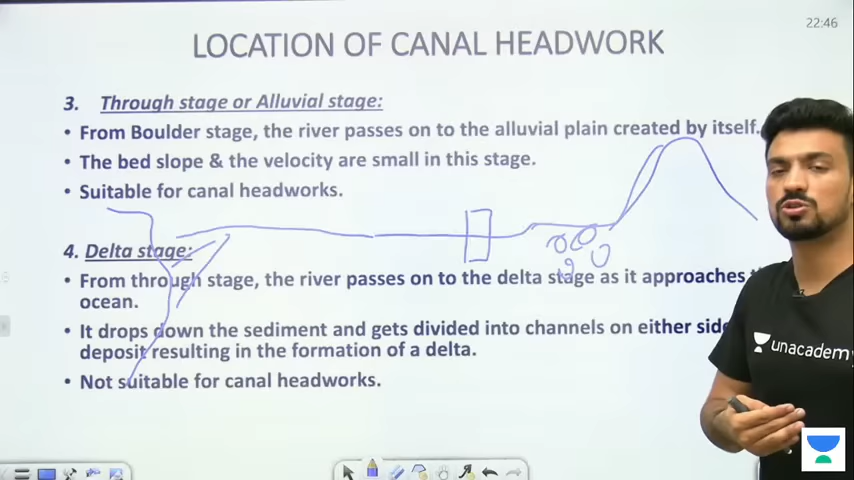 22:46
LOCATION OF CANAL HEADWORK
3. Through stage or Alluvial stage:
• From Boulder stage, the river passes on to the alluvial plain created by itself.
• The bed slope & the velocity are small in this stage.
• Suitable for canal headworks.
4. Delta stage:
• From through stage, the river passes on to the delta stage as it approaches
ocean.
• It drops down the sediment and gets divided into channels on either side
deposit resulting in the formation of a delta.
• Not suitable for canal headworks.
unacademy